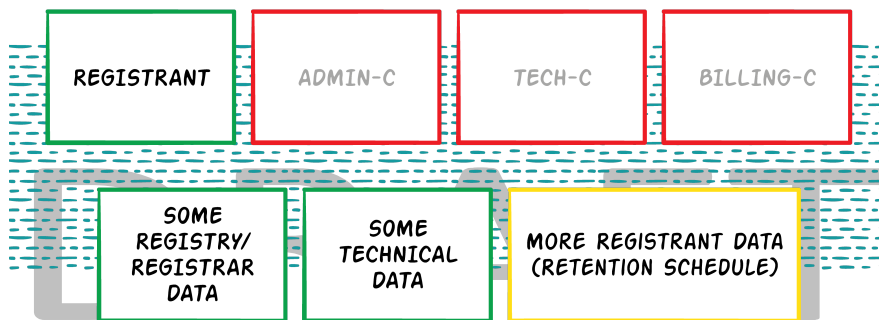 REGISTRANT
ADMIN-C
TECH-C
BILLING-C
SOME
REGISTRY/
REGISTRAR
DATA
SOME
TECHNICAL
DATA
MORE REGISTRANT DATA
(RETENTION SCHEDULE)